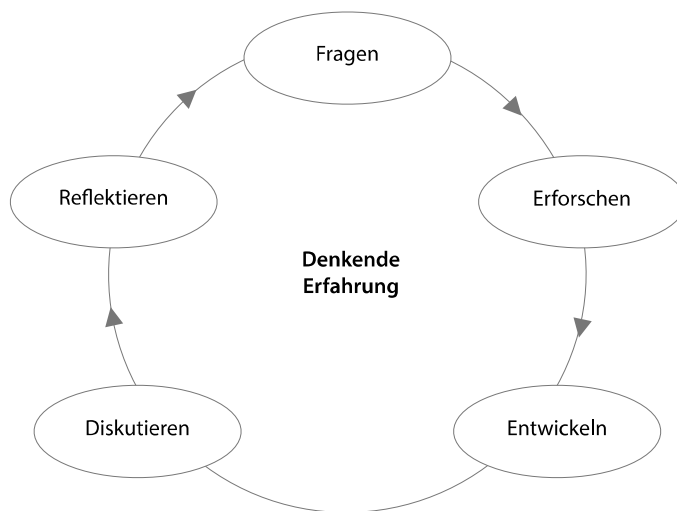 Fragen
Erforschen
Entwickeln
Diskutieren
Reflektieren
Denkende
Erfahrung